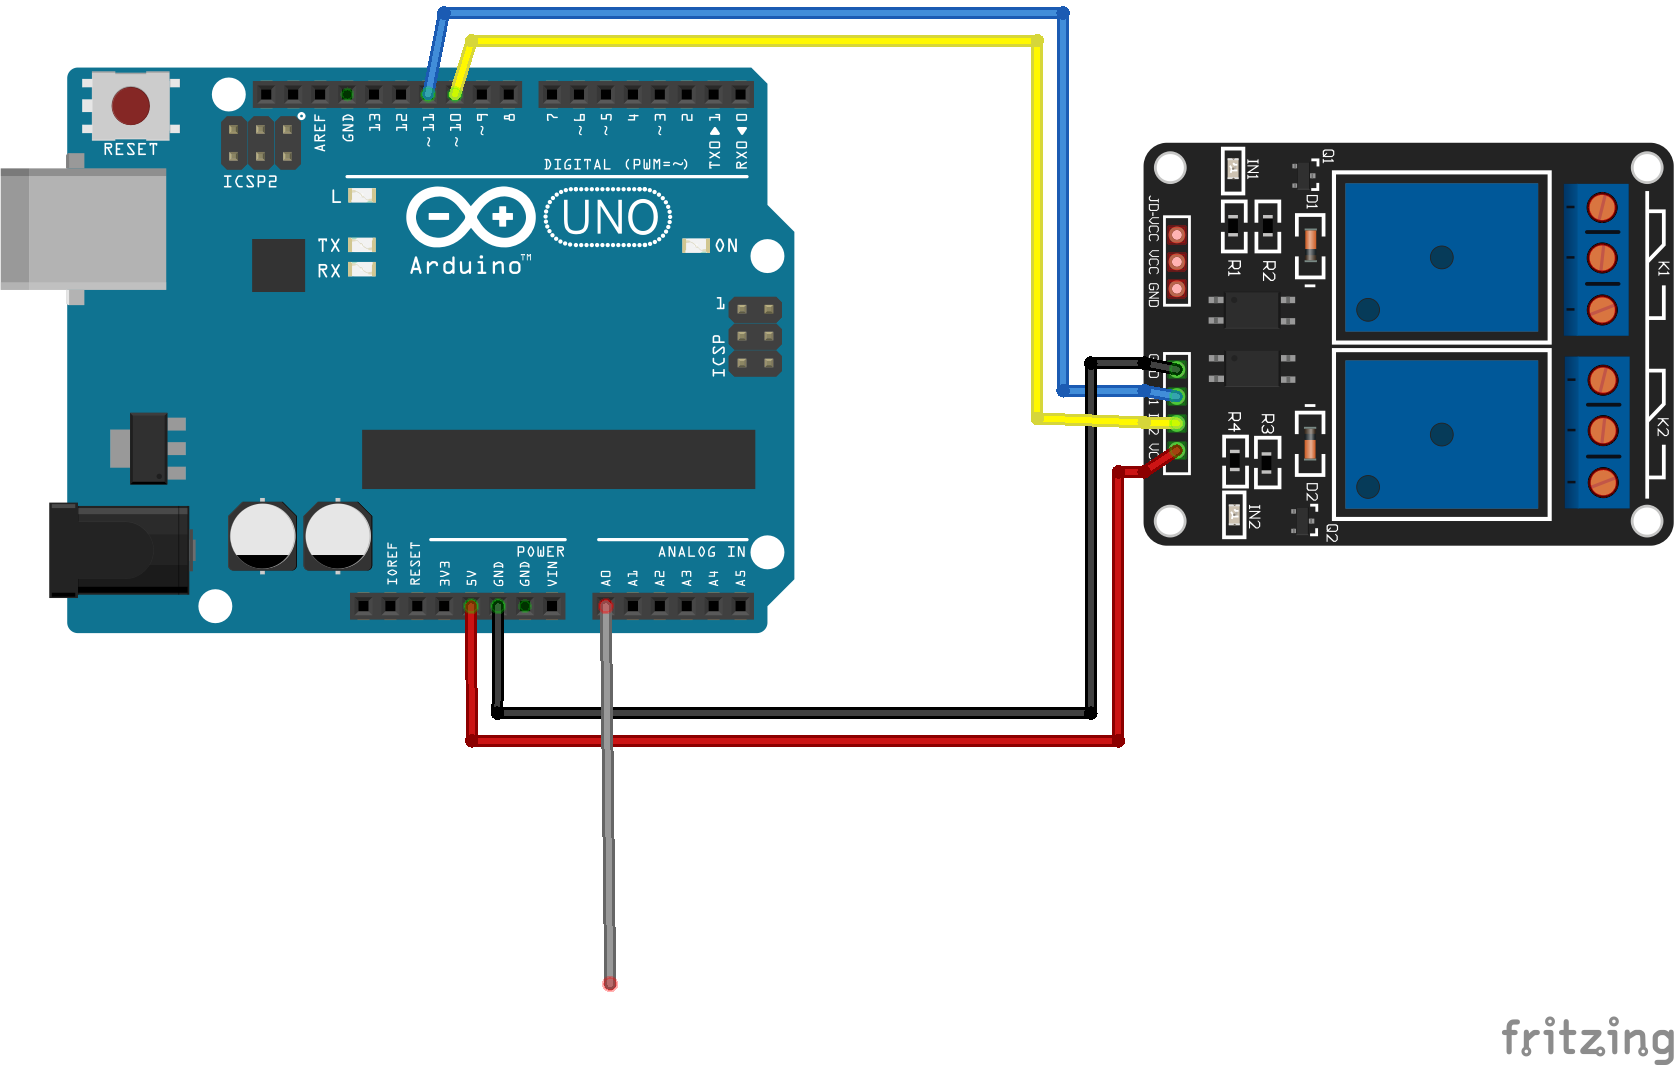 RESET
ICSP2
AREF
GND
13
12
~11
~10
~9
8
7
~6
~5
4
~3
2
TX0▶1
RX0◀0
DIGITAL (PWM=~)
L
TX
RX
UNO
ON
Arduino™
1
ICSP
IOREF
RESET
3V3
5V
GND
GND
VIN
POWER
ANALOG IN
A0
A1
A2
A3
A4
A5
JD-VCC VCC GND
IN1
Q1
D1
R1
R2
K1
R4
R3
K2
D2
IN2
Q2
fritzing